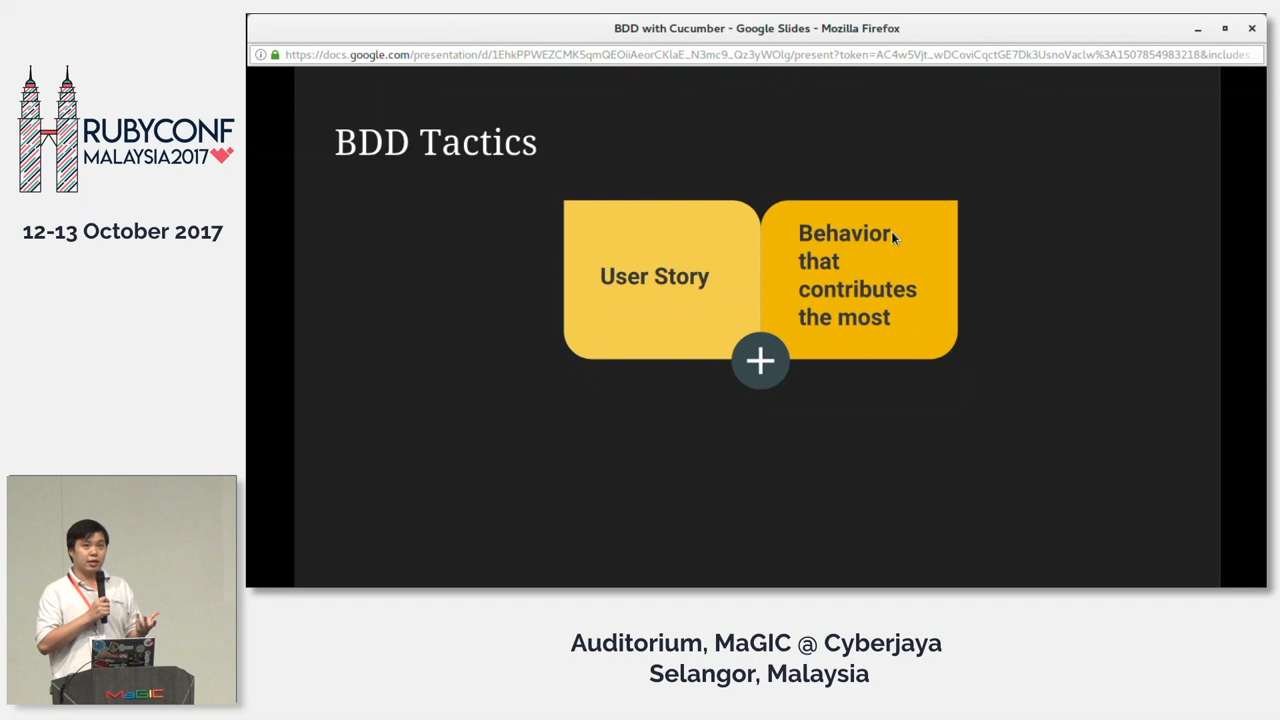 BDD with Cucumber - Google Slides - Mozilla Firefox
RUBYCONF
MALAYSIA2017
12-13 October 2017
BDD Tactics
User Story
Behavior
that
contributes
the most
+
MaGIC
Auditorium, MaGIC @ Cyberjaya
Selangor, Malaysia